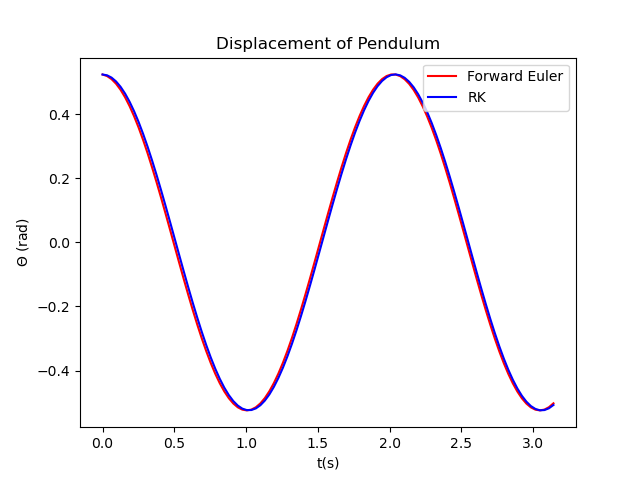 Displacement of Pendulum
Forward Euler
RK
Θ (rad)
0.4
0.2
0.0
−0.2
−0.4
0.0 0.5 1.0 1.5 2.0 2.5 3.0
t(s)